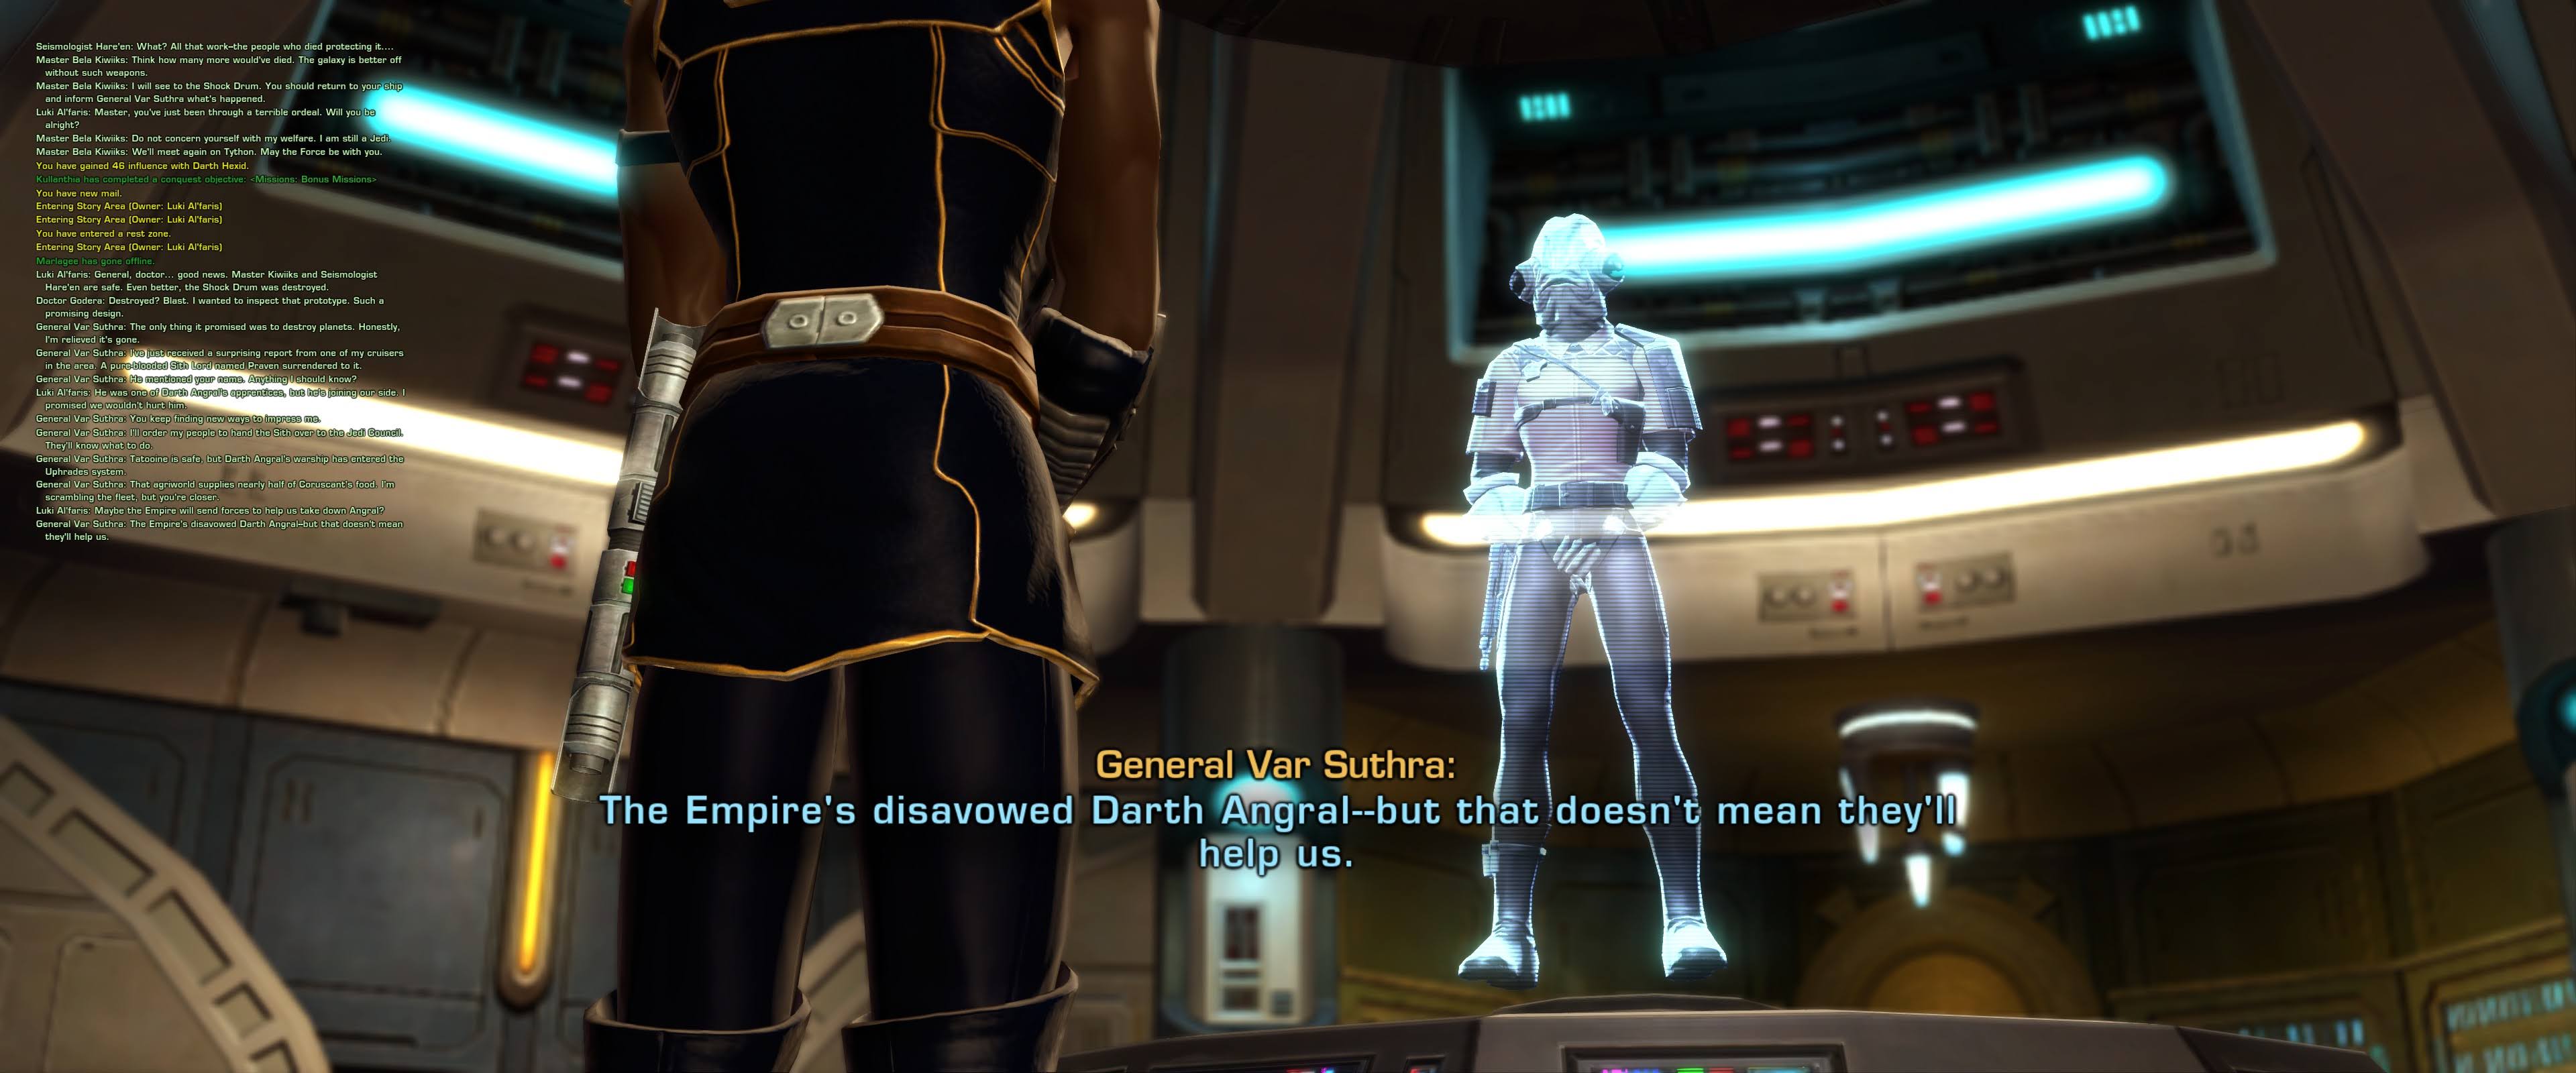 Seismologist Hare'en: What? All that work--the people who died protecting it....
Master Bela Kiwiiks: Think how many more would've died. The galaxy is better off
without such weapons.
Master Bela Kiwiiks: I will see to the Shock Drum. You should return to your ship
and inform General Var Suthra what's happened.
Luki Al'faris: Master, you've just been through a terrible ordeal. Will you be
alright?
Master Bela Kiwiiks: Do not concern yourself with my welfare. I am still a Jedi.
Master Bela Kiwiiks: We'll meet again on Tython. May the Force be with you.
You have gained 46 influence with Darth Hexid.
Kullanthia has completed a conquest objective: <Missions: Bonus Missions>
You have new mail.
Entering Story Area (Owner: Luki Al'faris)
Entering Story Area (Owner: Luki Al'faris)
You have entered a rest zone.
Entering Story Area (Owner: Luki Al'faris)
Marlagee has gone offline.
Luki Al'faris: General, doctor... good news. Master Kiwiiks and Seismologist
Hare'en are safe. Even better, the Shock Drum was destroyed.
Doctor Godera: Destroyed? Blast. I wanted to inspect that prototype. Such a
promising design.
General Var Suthra: The only thing it promised was to destroy planets. Honestly,
I'm relieved it's gone.
General Var Suthra: I've just received a surprising report from one of my cruisers
in the area. A pure-blooded Sith Lord named Praven surrendered to it.
General Var Suthra: He mentioned your name. Anything I should know?
Luki Al'faris: He was one of Darth Angral's apprentices, but he's joining our side. I
promised we wouldn't hurt him.
General Var Suthra: You keep finding new ways to impress me.
General Var Suthra: I'll order my people to hand the Sith over to the Jedi Council.
They'll know what to do.
General Var Suthra: Tatooine is safe, but Darth Angral's warship has entered the
Uphrades system.
General Var Suthra: That agriworld supplies nearly half of Coruscant's food. I'm
scrambling the fleet, but you're closer.
Luki Al'faris: Maybe the Empire will send forces to help us take down Angral?
General Var Suthra: The Empire's disavowed Darth Angral--but that doesn't mean
they'll help us.
General Var Suthra:
The Empire's disavowed Darth Angral--but that doesn't mean they'll
help us.